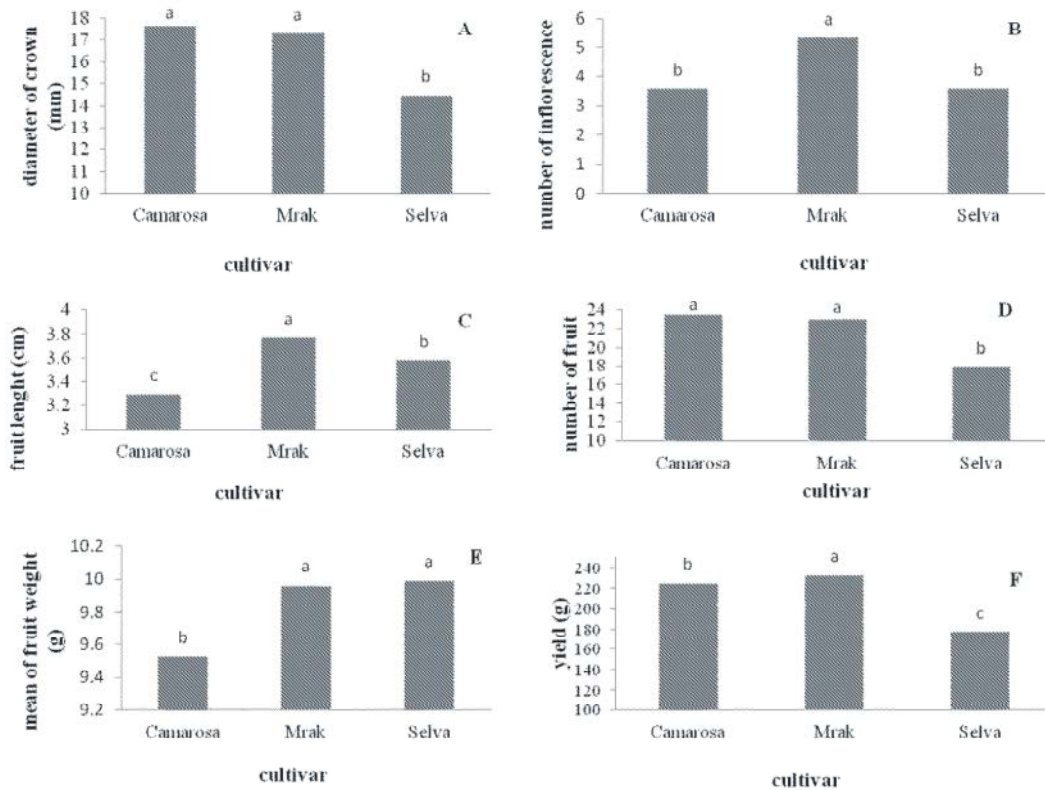 A
diameter of crown
(mm)
18
17
16
15
14
13
12
11
10
a
a
b
Camarosa
Mrak
Selva
cultivar
B
number of inflorescence
6
5
4
3
2
1
0
b
a
b
Camarosa
Mrak
Selva
cultivar
C
fruit lenght (cm)
4
3.8
3.6
3.4
3.2
3
c
a
b
Camarosa
Mrak
Selva
cultivar
D
number of fruit
24
22
20
18
16
14
12
10
a
a
b
Camarosa
Mrak
Selva
cultivar
E
mean of fruit weight
(g)
10.2
10
9.8
9.6
9.4
9.2
b
a
a
Camarosa
Mrak
Selva
cultivar
F
yield (g)
240
220
200
180
160
140
120
100
b
a
c
Camarosa
Mrak
Selva
cultivar